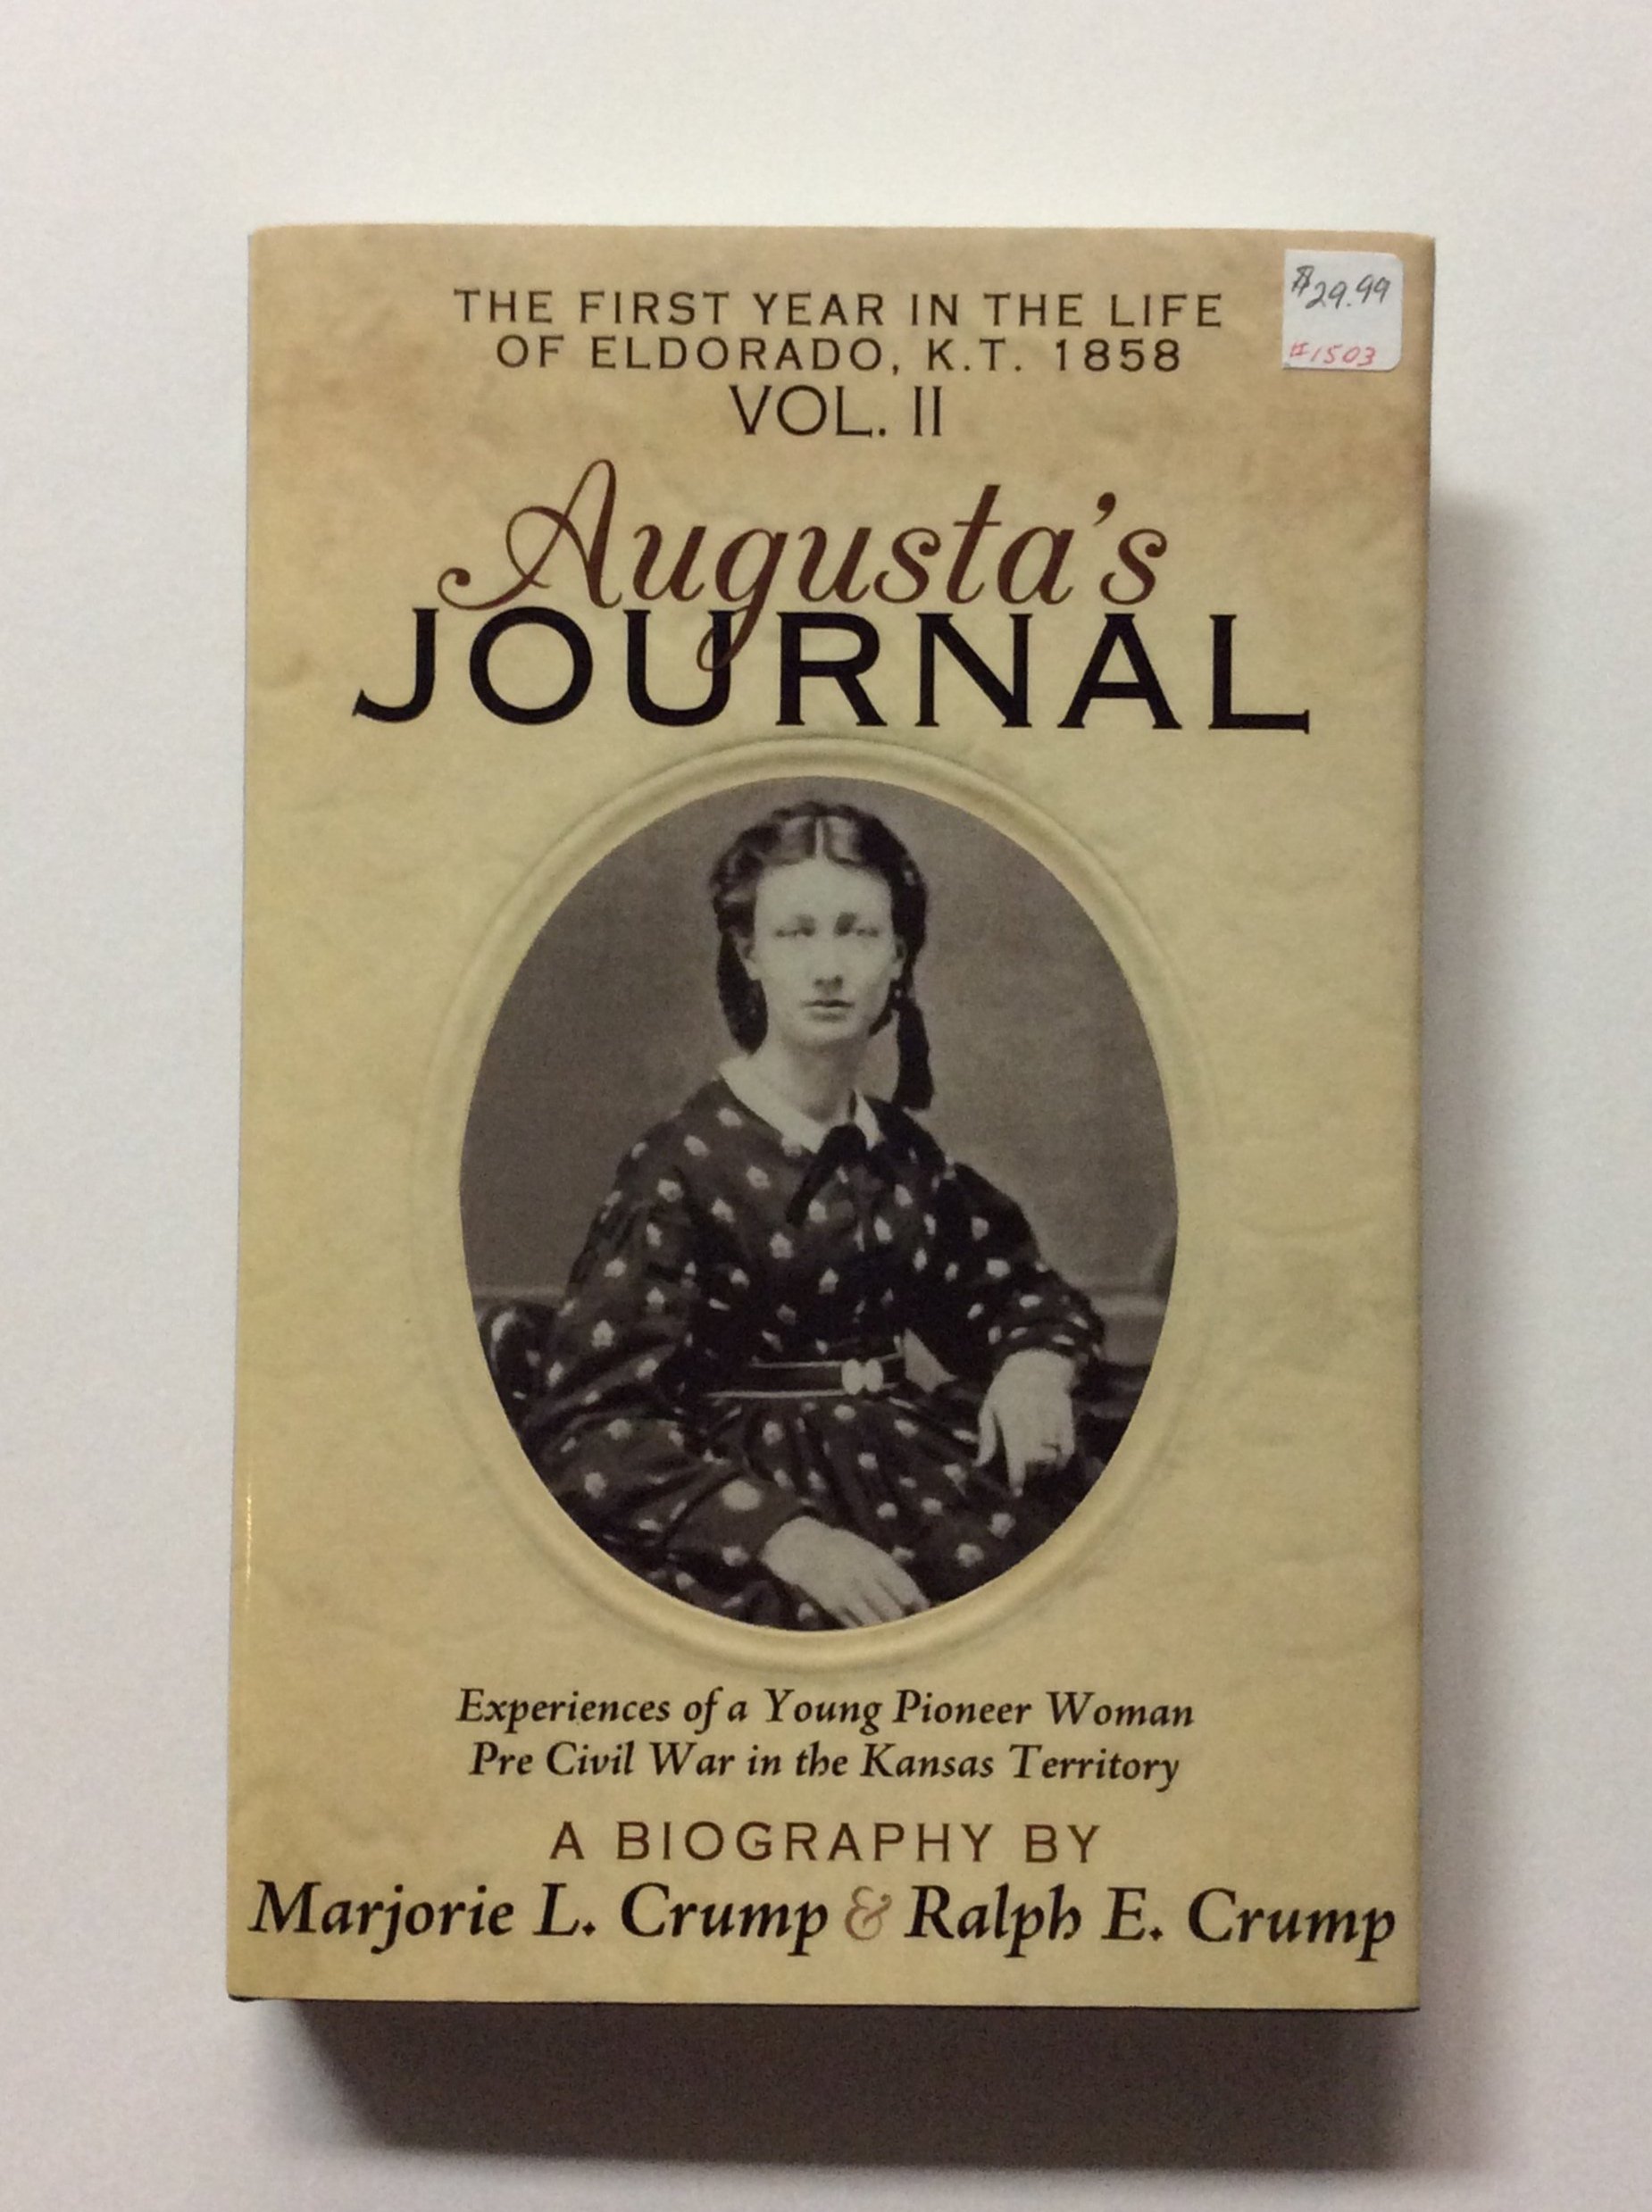 THE FIRST YEAR IN THE LIFE
OF ELDORADO, K.T. 1858
VOL. II
$29.99
#1503
Augusta's
JOURNAL
Experiences of a Young Pioneer Woman
Pre Civil War in the Kansas Territory
A BIOGRAPHY BY
Marjorie L. Crump & Ralph E. Crump